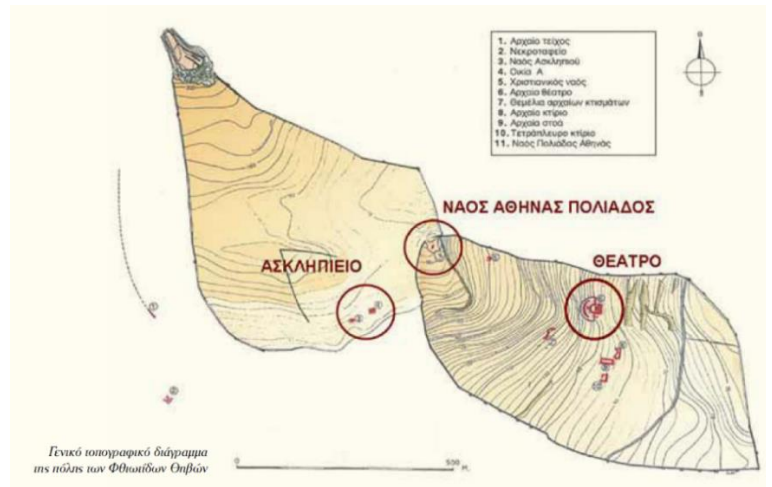 1. Αρχαίο τείχος
2. Νεκροταφείο
3. Ναός Ασκληπιού
4. Οικία Α
5. Χριστιανικός ναός
6. Αρχαίο θέατρο
7. Θεμέλια αρχαίων κτισμάτων
8. Αρχαίο κτίριο
9. Αρχαία στοά
10. Τετράπλευρο κτίριο
11. Ναός Πολιάδας Αθηνάς
ΝΑΟΣ ΑΘΗΝΑΣ ΠΟΛΙΑΔΟΣ
ΑΣΚΛΗΠΙΕΙΟ
ΘΕΑΤΡΟ
Γενικό τοπογραφικό διάγραμμα
της πόλης των Φθιωτίδων Θηβών
0 500 Μ.